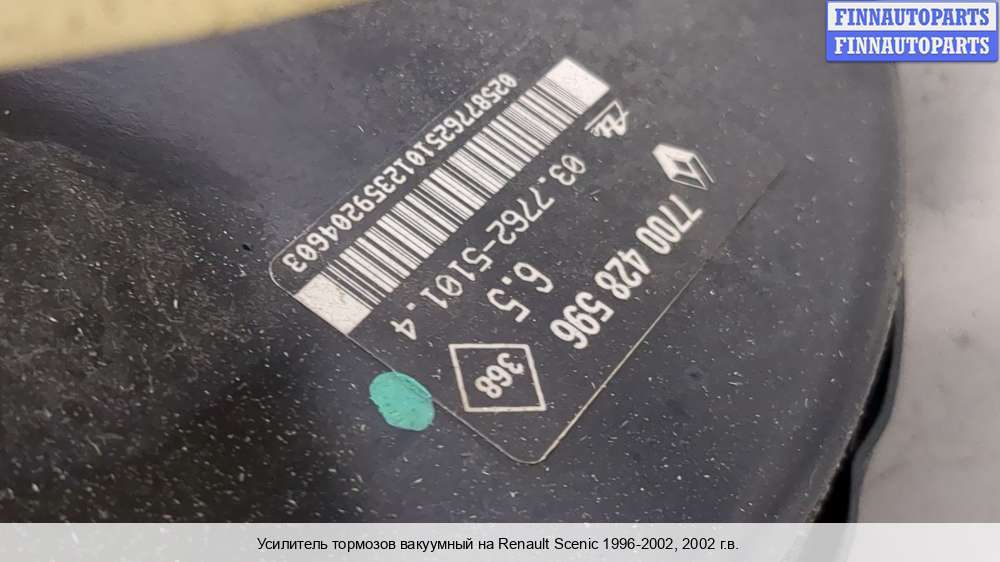 FINNAUTOPARTS
FINNAUTOPARTS
7700 428 596
6.5
368
03.7762-5101.4
0258776251012359204603
Усилитель тормозов вакуумный на Renault Scenic 1996-2002, 2002 г.в.